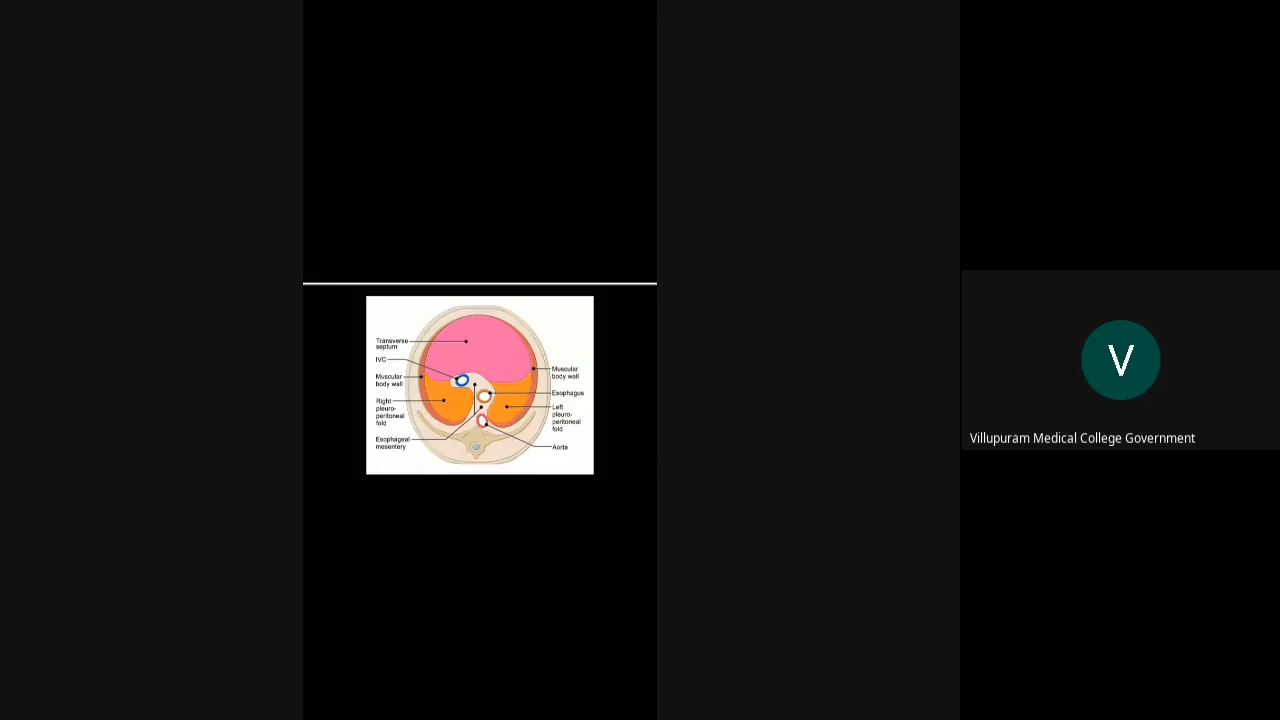 Transverse
septum
IVC
Muscular
body wall
Right
pleuro-
peritoneal
fold
Esophageal
mesentery
Muscular
body wall
Esophagus
Left
pleuro-
peritoneal
fold
Aorta
V
Villupuram Medical College Government